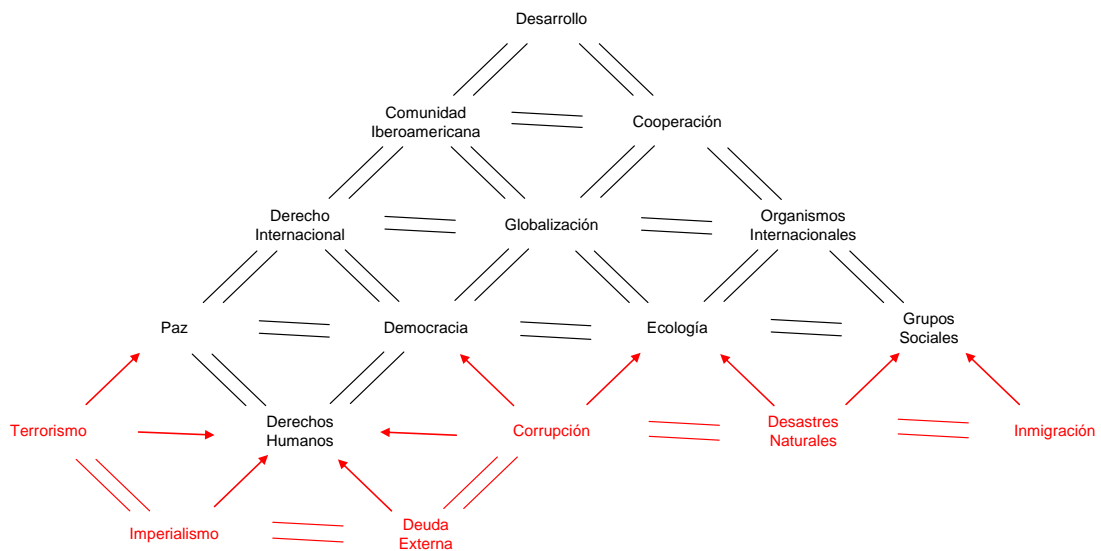 Desarrollo
Comunidad
Iberoamericana
Cooperación
Derecho
Internacional
Globalización
Organismos
Internacionales
Paz
Democracia
Ecología
Grupos
Sociales
Terrorismo
Derechos
Humanos
Corrupción
Desastres
Naturales
Inmigración
Imperialismo
Deuda
Externa